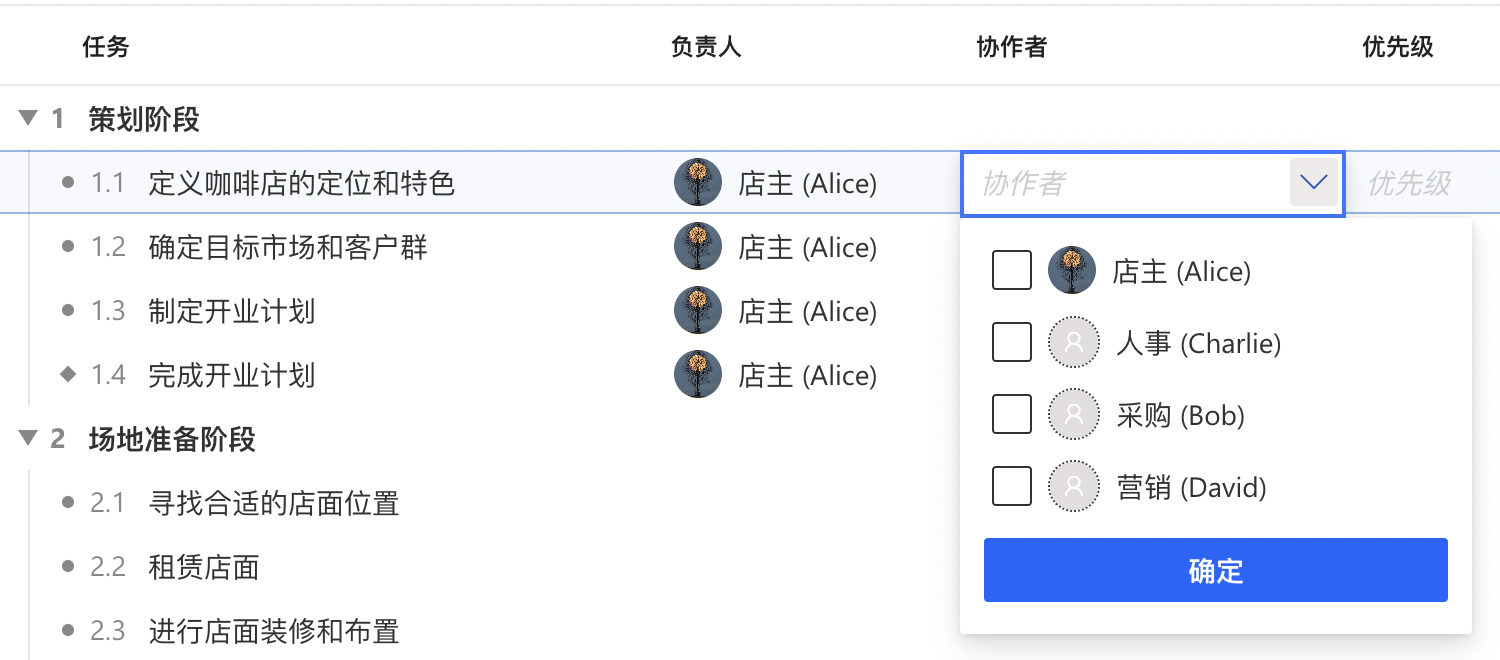 任务 负责人 协作者 优先级
1 策划阶段
1.1 定义咖啡店的定位和特色 店主 (Alice) 协作者 优先级
1.2 确定目标市场和客户群 店主 (Alice)
1.3 制定开业计划 店主 (Alice)
1.4 完成开业计划 店主 (Alice)
2 场地准备阶段
2.1 寻找合适的店面位置
2.2 租赁店面
2.3 进行店面装修和布置
店主 (Alice)
人事 (Charlie)
采购 (Bob)
营销 (David)
确定